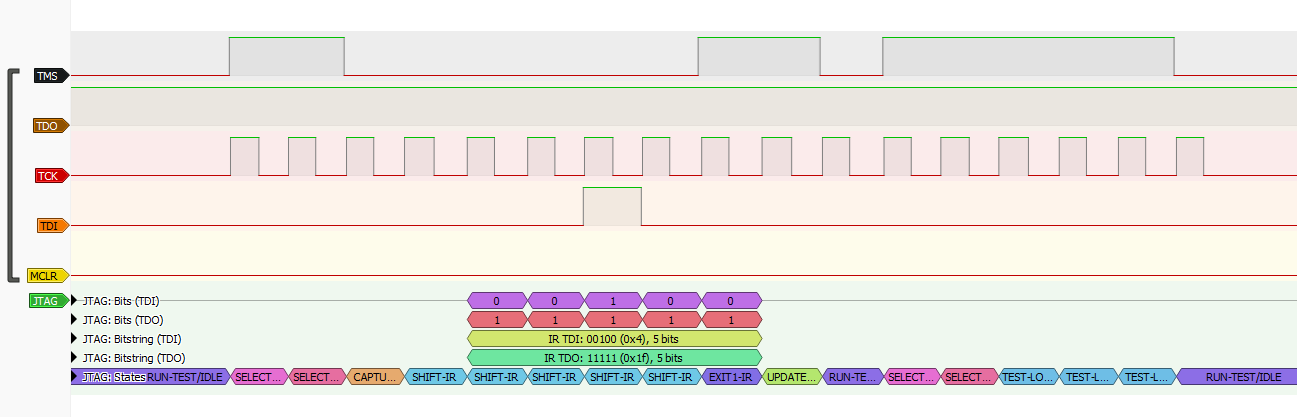 TMS
TDO
TCK
TDI
MCLR
JTAG
JTAG: Bits (TDI) 0 0 1 0 0
JTAG: Bits (TDO) 1 1 1 1 1
JTAG: Bitstring (TDI) IR TDI: 00100 (0x4), 5 bits
JTAG: Bitstring (TDO) IR TDO: 11111 (0x1f), 5 bits
JTAG: States RUN-TEST/IDLE SELECT... SELECT... CAPTU... SHIFT-IR SHIFT-IR SHIFT-IR SHIFT-IR SHIFT-IR EXIT1-IR UPDATE... RUN-TE... SELECT... SELECT... TEST-LO... TEST-L... TEST-L... RUN-TEST/IDLE